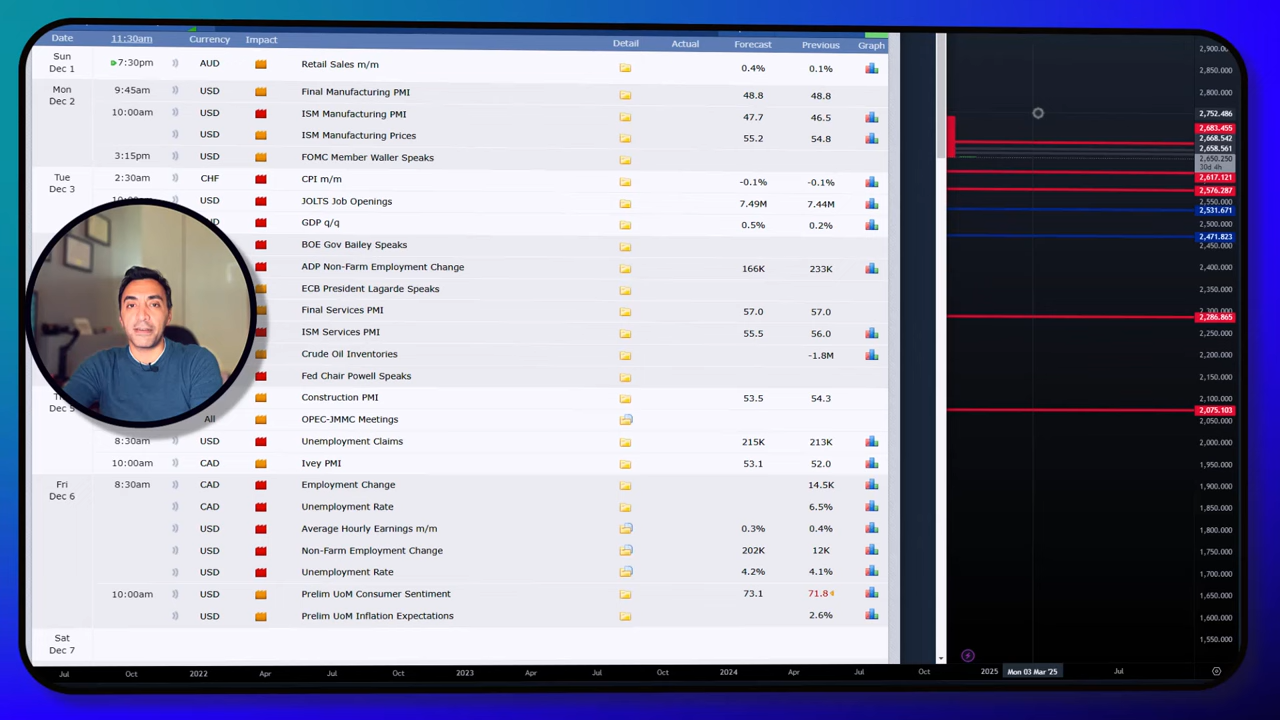 Date 11:30am Currency Impact Detail Actual Forecast Previous Graph
Sun Dec 1 7:30pm AUD Retail Sales m/m 0.4% 0.1%
Mon Dec 2 9:45am USD Final Manufacturing PMI 48.8 48.8
10:00am USD ISM Manufacturing PMI 47.7 46.5
USD ISM Manufacturing Prices 55.2 54.8
3:15pm USD FOMC Member Waller Speaks
Tue Dec 3 2:30am CHF CPI m/m -0.1% -0.1%
USD JOLTS Job Openings 7.49M 7.44M
GDP q/q 0.5% 0.2%
BOE Gov Bailey Speaks
ADP Non-Farm Employment Change 166K 233K
ECB President Lagarde Speaks
Final Services PMI 57.0 57.0
ISM Services PMI 55.5 56.0
Crude Oil Inventories -1.8M
Fed Chair Powell Speaks
Construction PMI 53.5 54.3
All OPEC-JMMC Meetings
8:30am USD Unemployment Claims 215K 213K
10:00am CAD Ivey PMI 53.1 52.0
Fri Dec 6 8:30am CAD Employment Change 14.5K
CAD Unemployment Rate 6.5%
USD Average Hourly Earnings m/m 0.3% 0.4%
USD Non-Farm Employment Change 202K 12K
USD Unemployment Rate 4.2% 4.1%
10:00am USD Prelim UoM Consumer Sentiment 73.1 71.8
USD Prelim UoM Inflation Expectations 2.6%
Sat Dec 7
2,900.000
2,850.000
2,800.000
2,752.486
2,683.455
2,668.542
2,658.561
2,650.250
30d 4h
2,617.121
2,576.287
2,550.000
2,531.671
2,500.000
2,471.823
2,450.000
2,400.000
2,350.000
2,286.865
2,250.000
2,200.000
2,150.000
2,100.000
2,075.103
2,050.000
2,000.000
1,950.000
1,900.000
1,850.000
1,800.000
1,750.000
1,700.000
1,650.000
1,600.000
1,550.000
Jul Oct 2022 Apr Jul Oct 2023 Apr Jul Oct 2024 Apr Jul Oct 2025 Mon 03 Mar '25 Jul